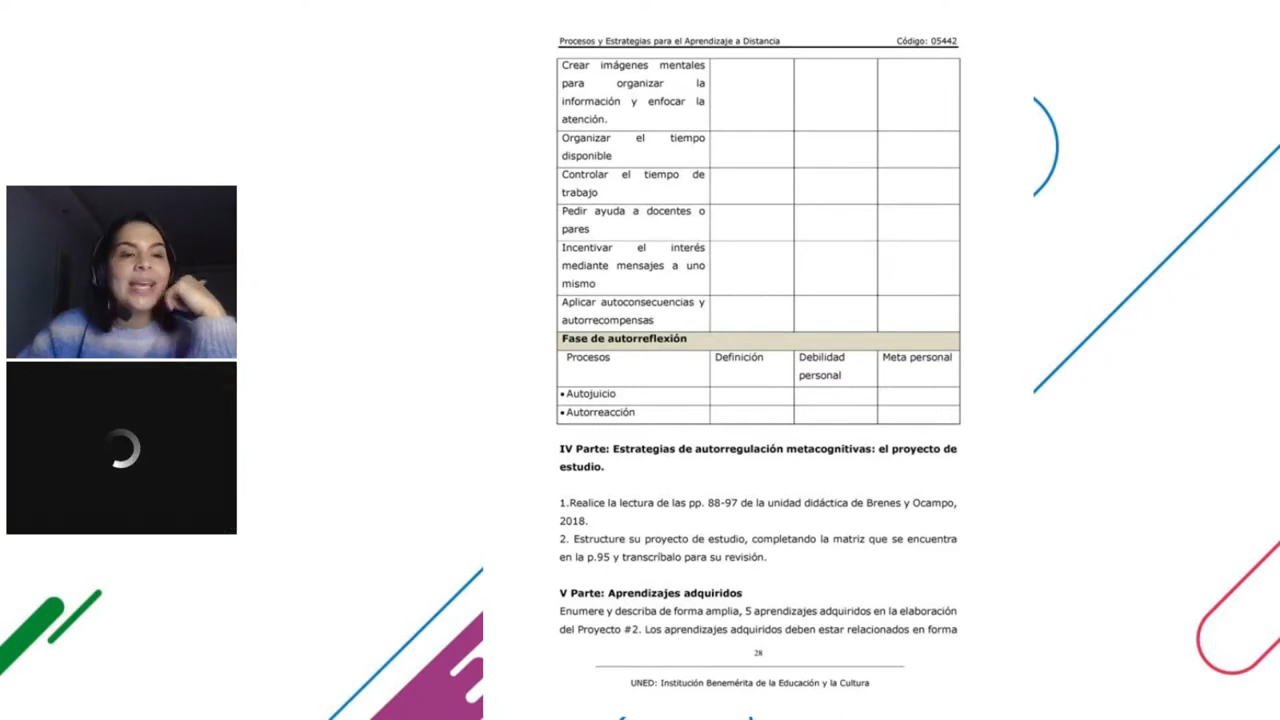 Procesos y Estrategias para el Aprendizaje a Distancia Código: 05442
Crear imágenes mentales
para organizar la
información y enfocar la
atención.
Organizar el tiempo
disponible
Controlar el tiempo de
trabajo
Pedir ayuda a docentes o
pares
Incentivar el interés
mediante mensajes a uno
mismo
Aplicar autoconsecuencias y
autorrecompensas
Fase de autorreflexión
Procesos Definición Debilidad personal Meta personal
•Autojuicio
•Autorreacción
IV Parte: Estrategias de autorregulación metacognitivas: el proyecto de
estudio.
1.Realice la lectura de las pp. 88-97 de la unidad didáctica de Brenes y Ocampo,
2018.
2. Estructure su proyecto de estudio, completando la matriz que se encuentra
en la p.95 y transcríbalo para su revisión.
V Parte: Aprendizajes adquiridos
Enumere y describa de forma amplia, 5 aprendizajes adquiridos en la elaboración
del Proyecto #2. Los aprendizajes adquiridos deben estar relacionados en forma
28
UNED: Institución Benemérita de la Educación y la Cultura